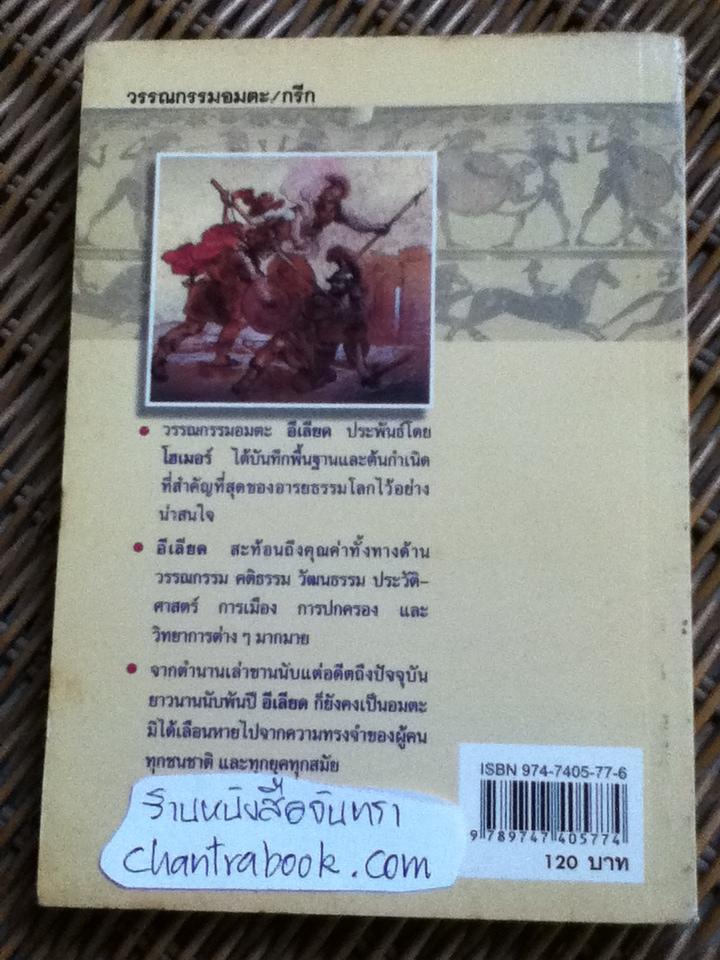 วรรณกรรมอมตะ/กรีก
• วรรณกรรมอมตะ อีเลียด ประพันธ์โดย
โฮเมอร์ ได้บันทึกพื้นฐานและต้นกำเนิด
ที่สำคัญที่สุดของอารยธรรมโลกไว้อย่าง
น่าสนใจ
• อีเลียด สะท้อนถึงคุณค่าทั้งทางด้าน
วรรณกรรม คติธรรม วัฒนธรรม ประวัติ-
ศาสตร์ การเมือง การปกครอง และ
วิทยาการต่าง ๆ มากมาย
• จากตำนานเล่าขานนับแต่อดีตถึงปัจจุบัน
ยาวนานนับพันปี อีเลียด ก็ยังคงเป็นอมตะ
มิได้เลือนหายไปจากความทรงจำของผู้คน
ทุกชนชาติ และทุกยุคทุกสมัย
ร้านหนังสือจันทรา
chantrabook.com
ISBN 974-7405-77-6
9 789747 405774
120 บาท